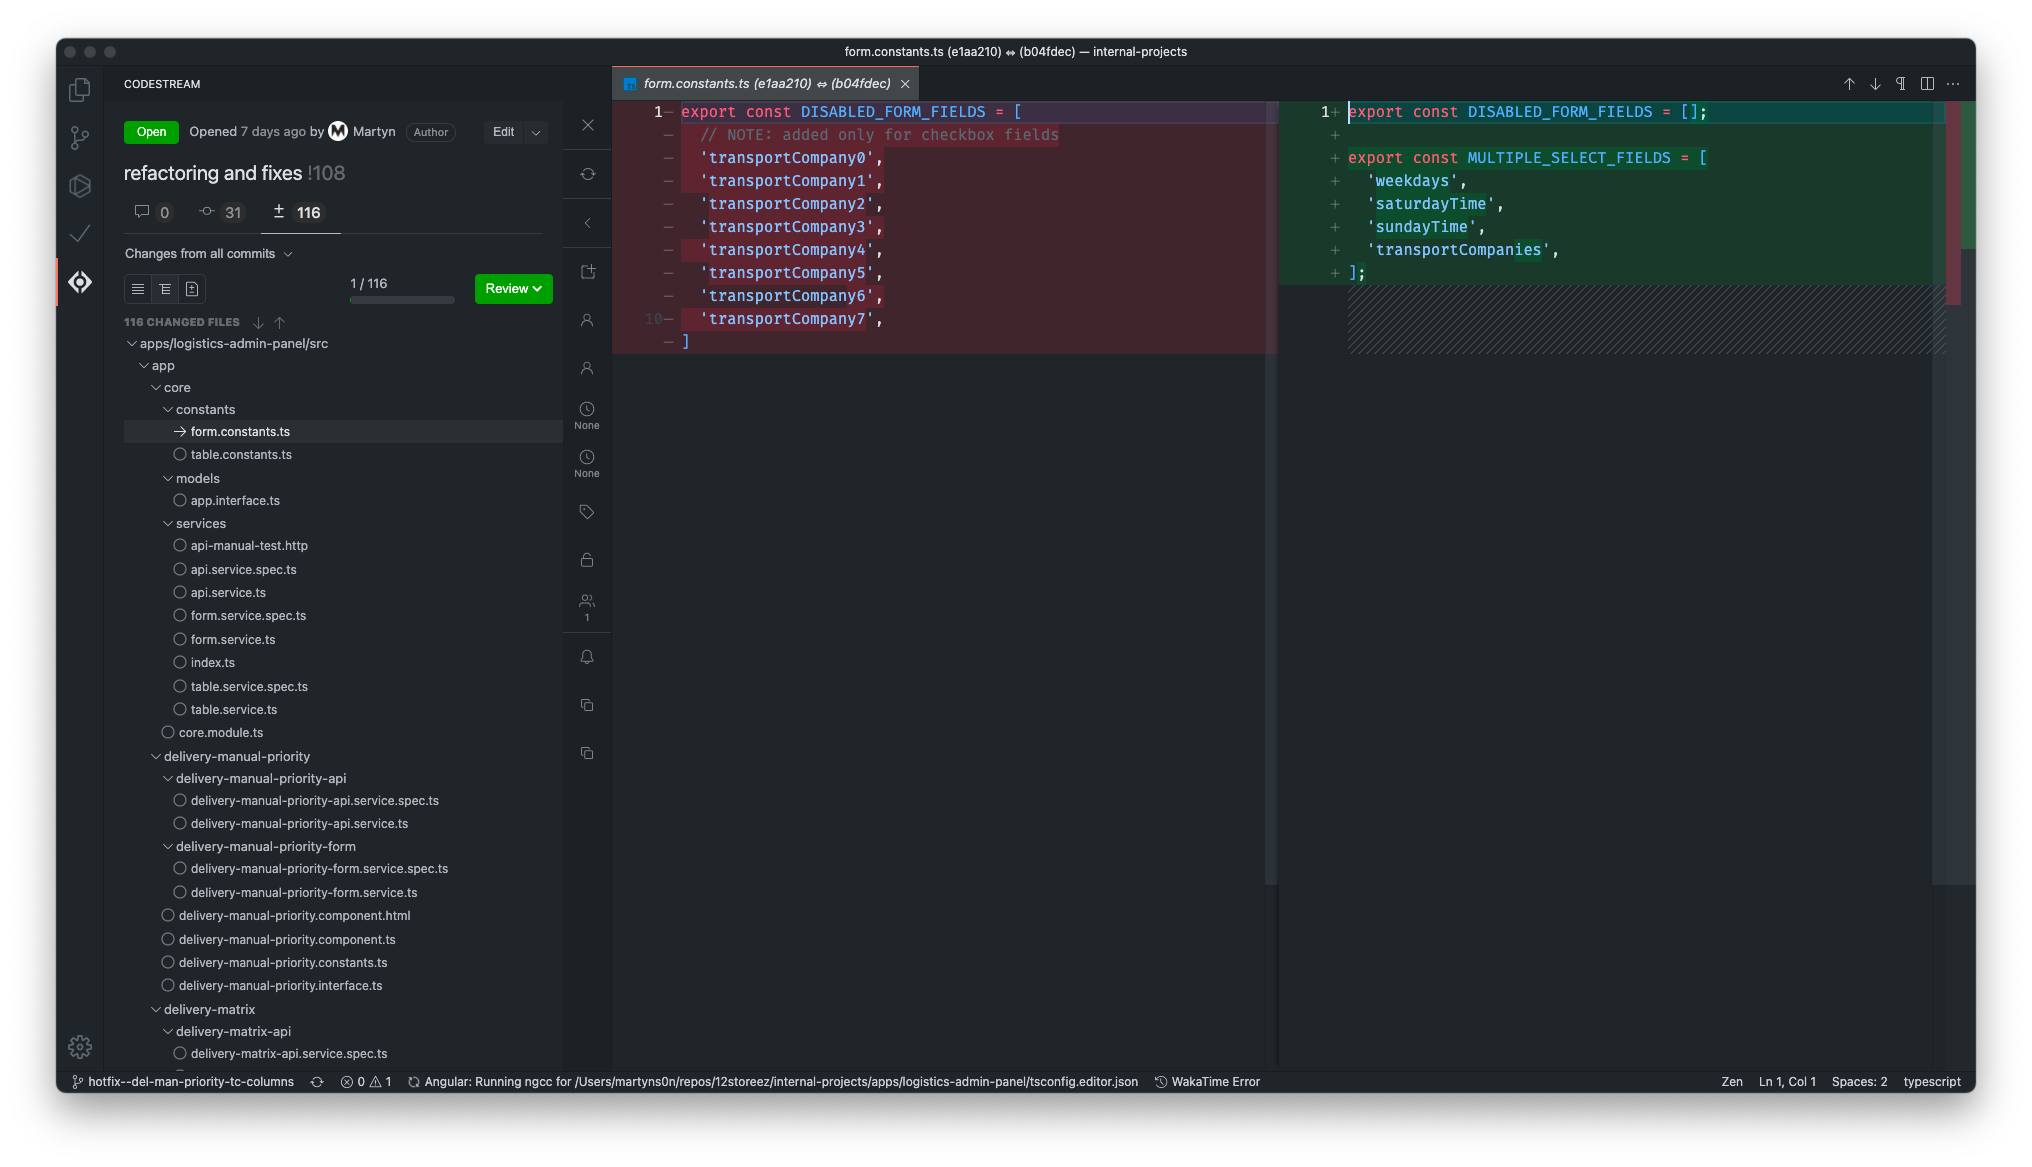 form.constants.ts (e1aa210) ⇔ (b04fdec) — internal-projects
CODESTREAM
Open Opened 7 days ago by Martyn Author Edit
refactoring and fixes !108
0 31 116
Changes from all commits
1 / 116
Review
116 CHANGED FILES
apps/logistics-admin-panel/src
app
core
constants
form.constants.ts
table.constants.ts
models
app.interface.ts
services
api-manual-test.http
api.service.spec.ts
api.service.ts
form.service.spec.ts
form.service.ts
index.ts
table.service.spec.ts
table.service.ts
core.module.ts
delivery-manual-priority
delivery-manual-priority-api
delivery-manual-priority-api.service.spec.ts
delivery-manual-priority-api.service.ts
delivery-manual-priority-form
delivery-manual-priority-form.service.spec.ts
delivery-manual-priority-form.service.ts
delivery-manual-priority.component.html
delivery-manual-priority.component.ts
delivery-manual-priority.constants.ts
delivery-manual-priority.interface.ts
delivery-matrix
delivery-matrix-api
delivery-matrix-api.service.spec.ts
None
None
1
form.constants.ts (e1aa210) ⇔ (b04fdec)
1− export const DISABLED_FORM_FIELDS = [
− // NOTE: added only for checkbox fields
− 'transportCompany0',
− 'transportCompany1',
− 'transportCompany2',
− 'transportCompany3',
− 'transportCompany4',
− 'transportCompany5',
− 'transportCompany6',
10− 'transportCompany7',
− ]
1+ export const DISABLED_FORM_FIELDS = [];
+
+ export const MULTIPLE_SELECT_FIELDS = [
+ 'weekdays',
+ 'saturdayTime',
+ 'sundayTime',
+ 'transportCompanies',
+ ];
hotfix--del-man-priority-tc-columns 0 1 Angular: Running ngcc for /Users/martyns0n/repos/12storeez/internal-projects/apps/logistics-admin-panel/tsconfig.editor.json WakaTime Error Zen Ln 1, Col 1 Spaces: 2 typescript